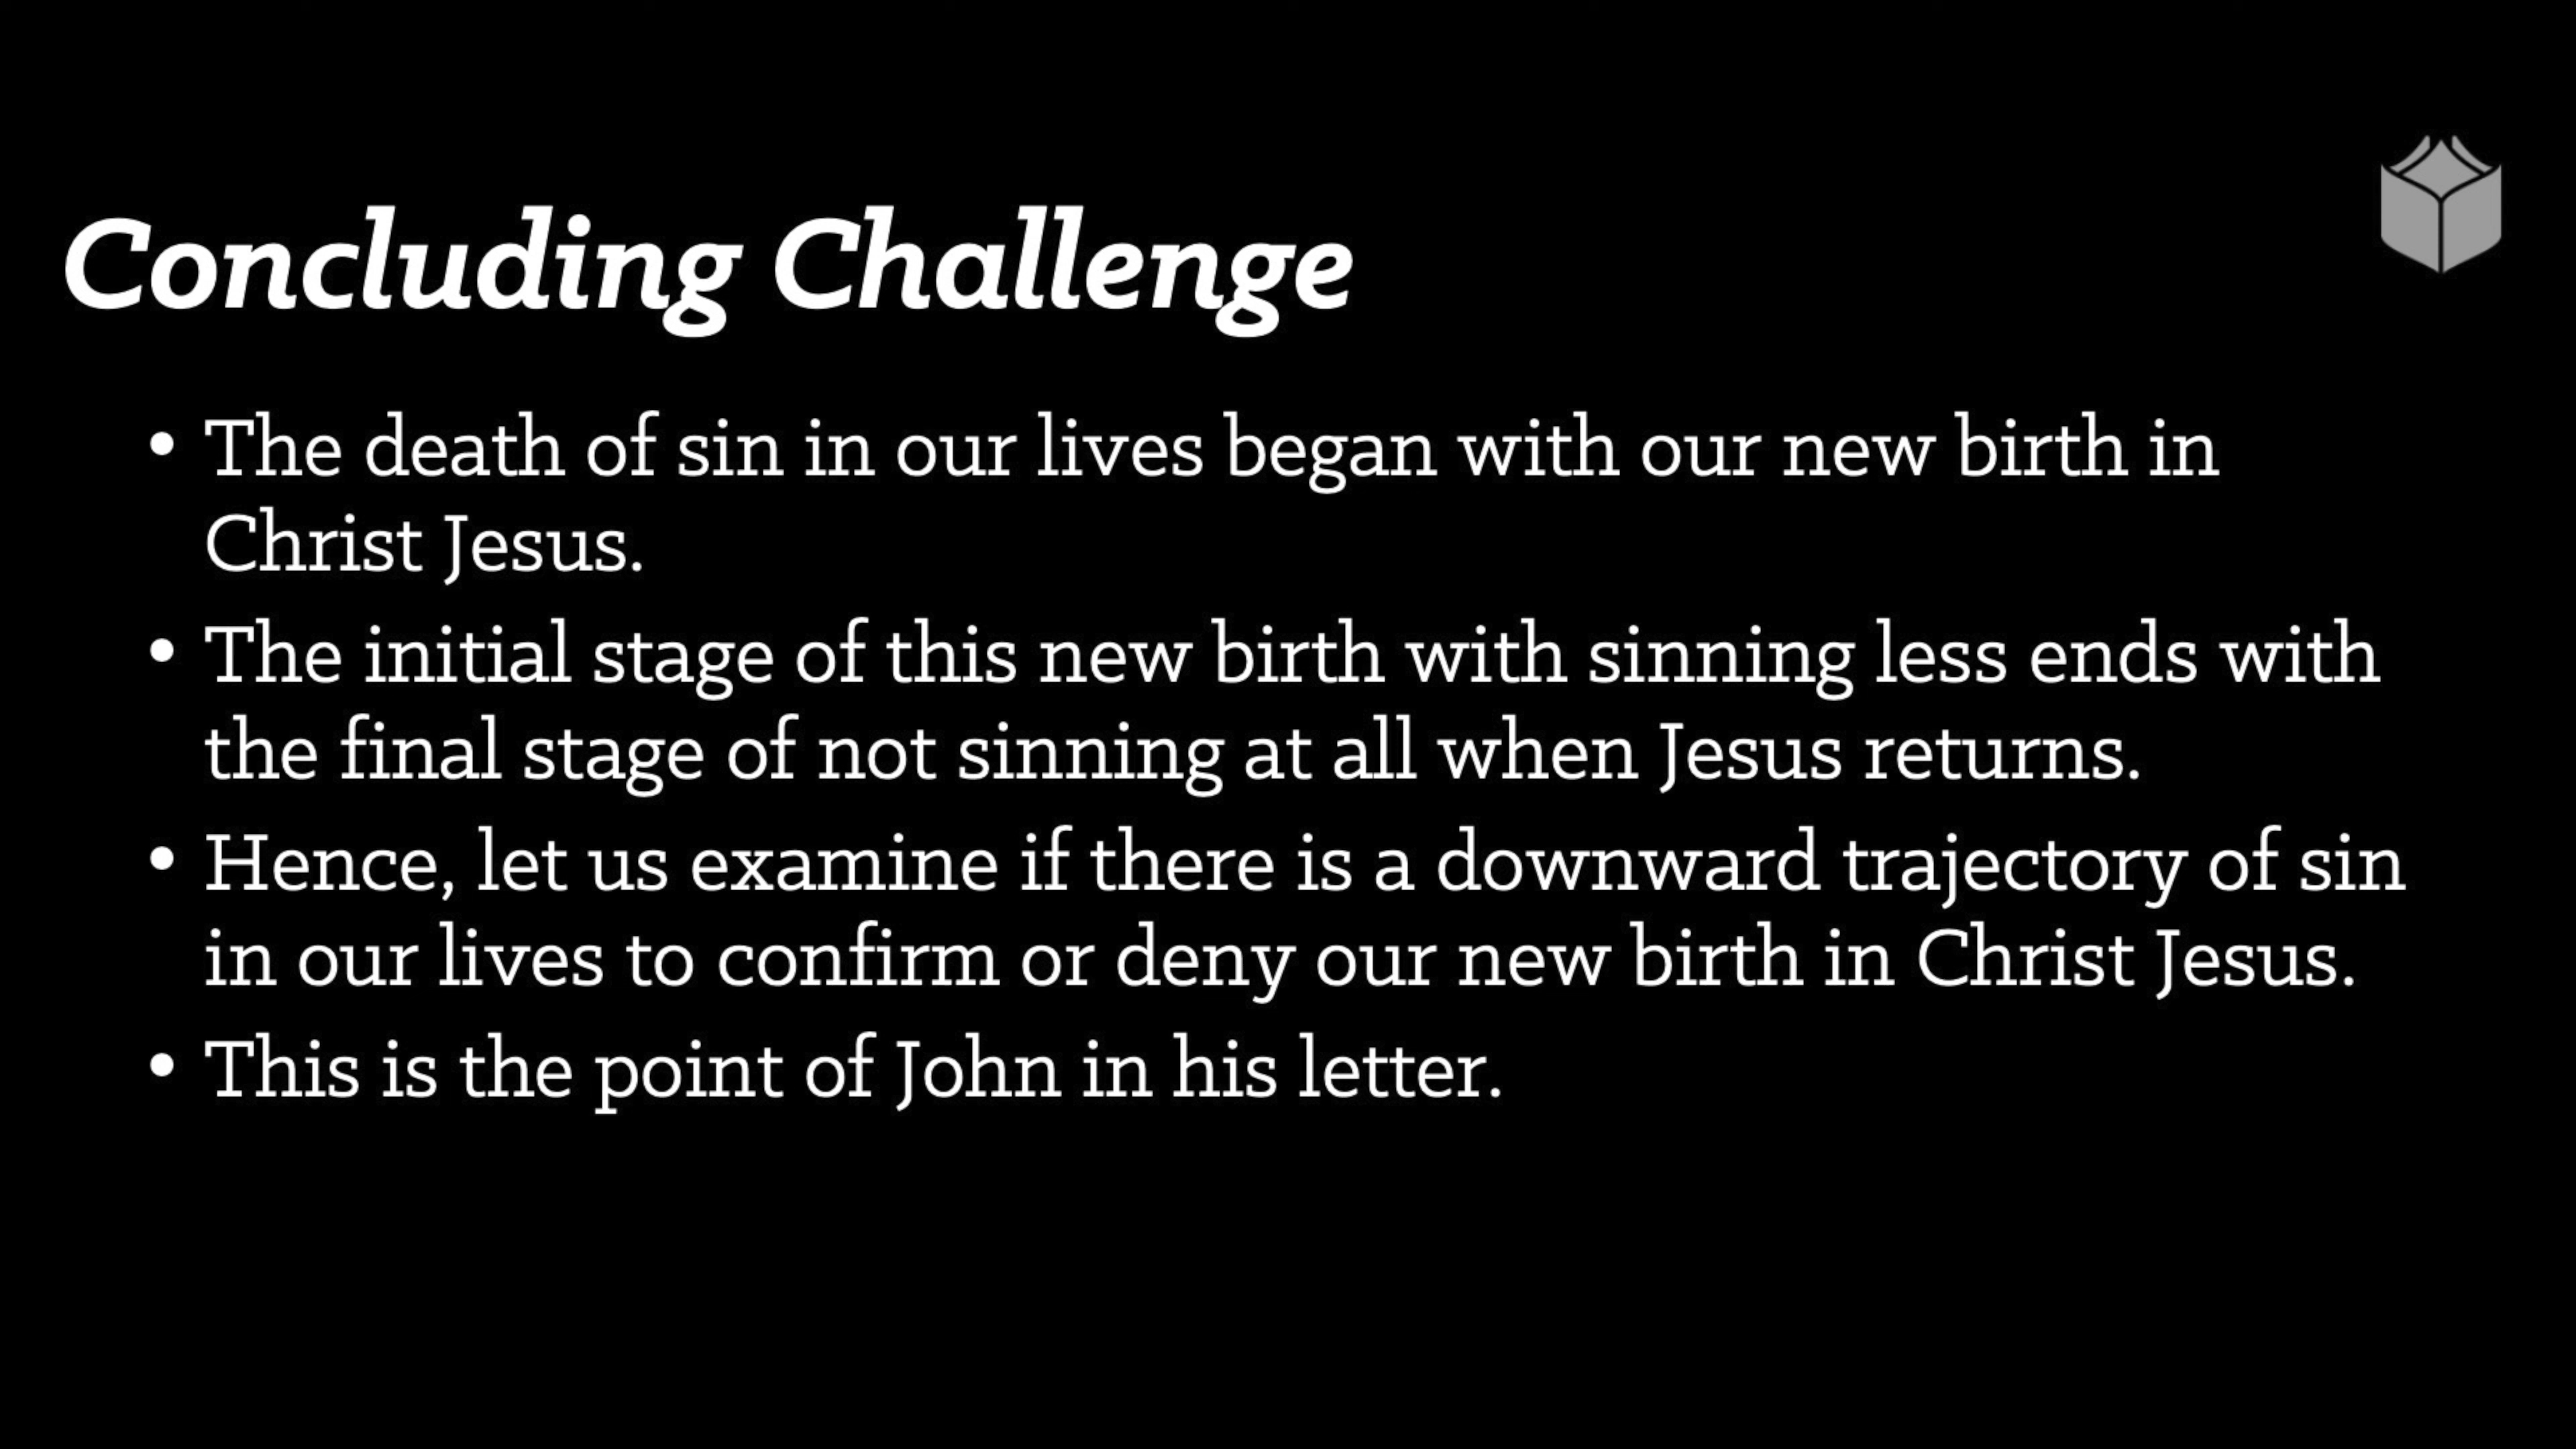 Concluding Challenge
• The death of sin in our lives began with our new birth in
Christ Jesus.
• The initial stage of this new birth with sinning less ends with
the final stage of not sinning at all when Jesus returns.
• Hence, let us examine if there is a downward trajectory of sin
in our lives to confirm or deny our new birth in Christ Jesus.
• This is the point of John in his letter.